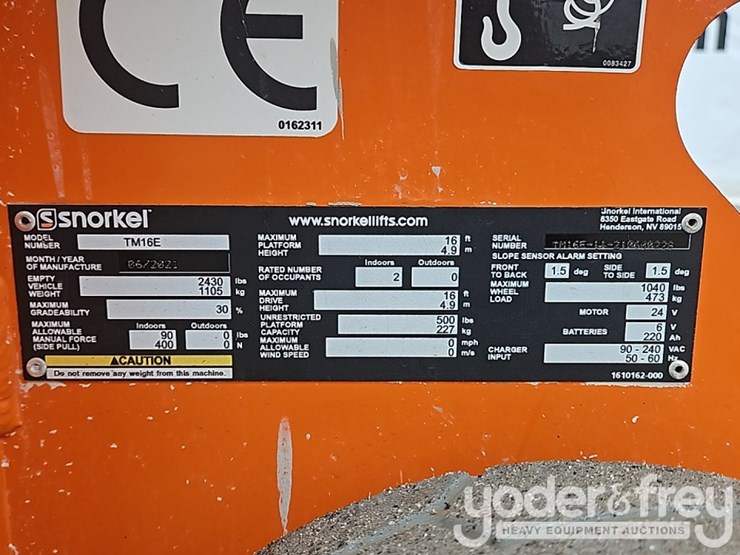 CE
0162311
0083427
snorkel
www.snorkellifts.com
Snorkel International
8350 Eastgate Road
Henderson, NV 89015
MODEL NUMBER TM16E
MONTH / YEAR OF MANUFACTURE 06/2021
EMPTY VEHICLE WEIGHT 2430 lbs
1105 kg
MAXIMUM GRADEABILITY 30 %
Indoors Outdoors
MAXIMUM ALLOWABLE MANUAL FORCE (SIDE PULL) 90 0 lbs
400 0 N
CAUTION
Do not remove any weight from this machine.
MAXIMUM PLATFORM HEIGHT 16 ft
4.9 m
Indoors Outdoors
RATED NUMBER OF OCCUPANTS 2 0
MAXIMUM DRIVE HEIGHT 16 ft
4.9 m
UNRESTRICTED PLATFORM CAPACITY 500 lbs
227 kg
MAXIMUM ALLOWABLE WIND SPEED 0 mph
0 m/s
SERIAL NUMBER
SLOPE SENSOR ALARM SETTING
FRONT TO BACK 1.5 deg SIDE TO SIDE 1.5 deg
MAXIMUM WHEEL LOAD 1040 lbs
473 kg
MOTOR 24 V
BATTERIES 6 V
220 Ah
CHARGER INPUT 90 - 240 VAC
50 - 60 Hz
1610162-000
yoder & frey
HEAVY EQUIPMENT AUCTIONS